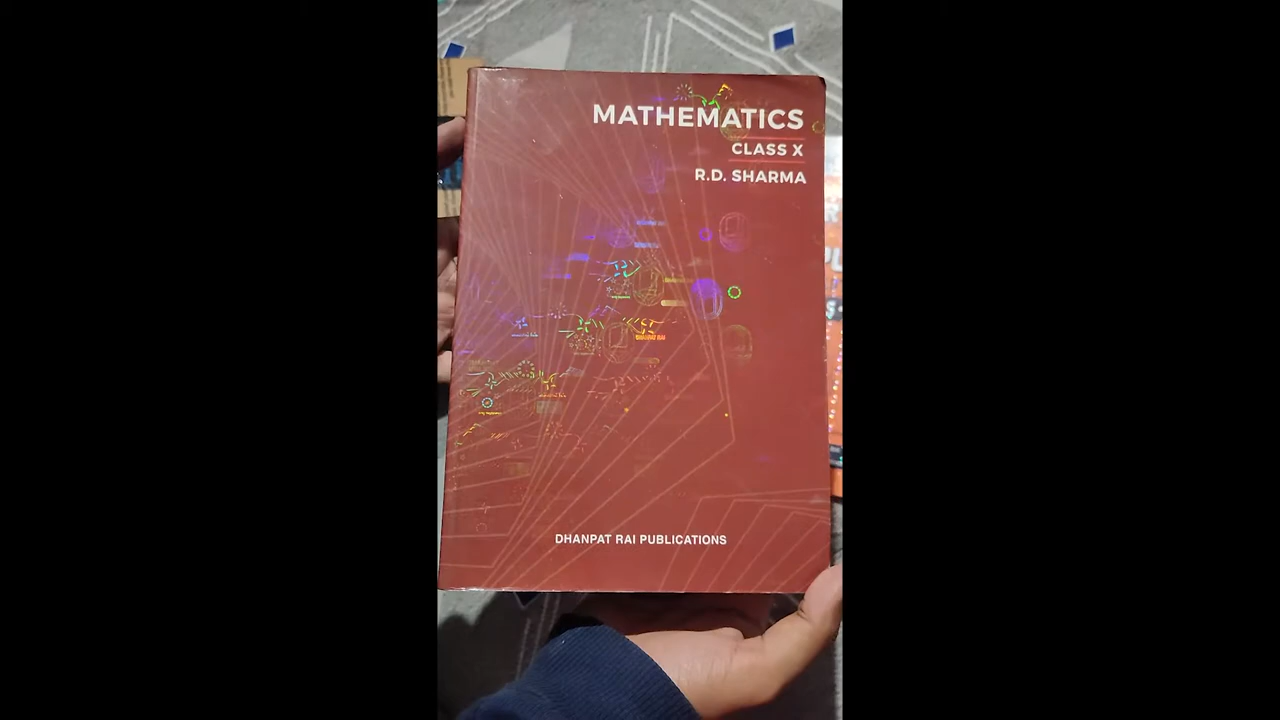 MATHEMATICS
CLASS X
R.D. SHARMA
DHANPAT RAI PUBLICATIONS